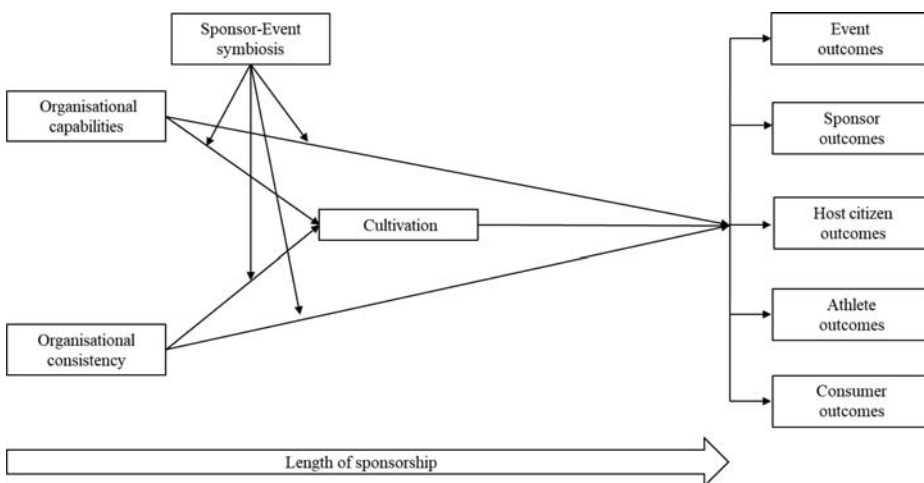 Sponsor-Event
symbiosis
Organisational
capabilities
Cultivation
Organisational
consistency
Event
outcomes
Sponsor
outcomes
Host citizen
outcomes
Athlete
outcomes
Consumer
outcomes
Length of sponsorship